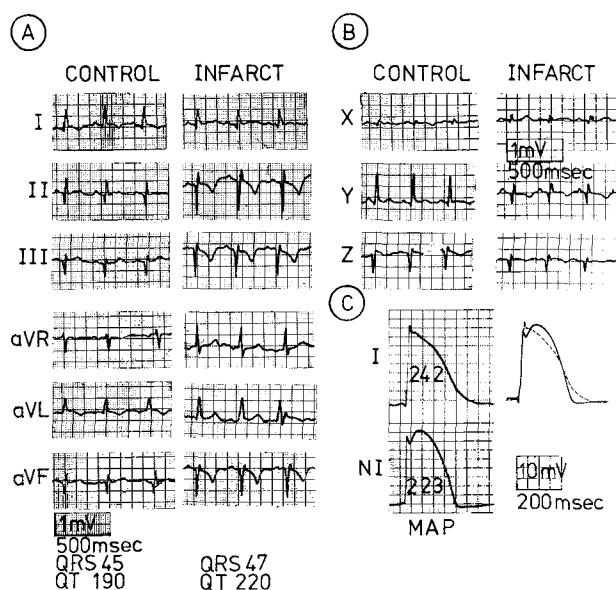 A
CONTROL INFARCT
I
II
III
aVR
aVL
aVF
1mV
500msec
QRS 45 QRS 47
QT 190 QT 220
B
CONTROL INFARCT
X
1mV
500msec
Y
Z
C
I 242
NI 223
10mV
200msec
MAP